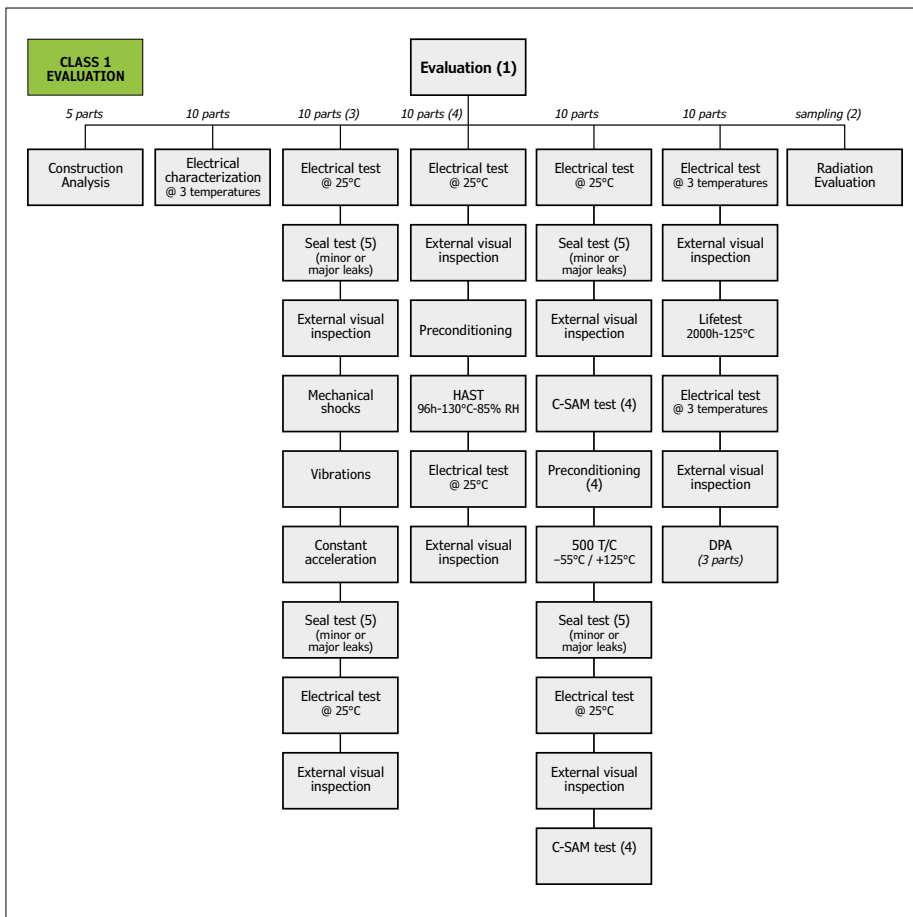 CLASS 1
EVALUATION
Evaluation (1)
5 parts
10 parts
10 parts (3)
10 parts (4)
10 parts
10 parts
sampling (2)
Construction
Analysis
Electrical
characterization
@ 3 temperatures
Electrical test
@ 25°C
Electrical test
@ 25°C
Electrical test
@ 25°C
Electrical test
@ 3 temperatures
Radiation
Evaluation
Seal test (5)
(minor or
major leaks)
External visual
inspection
Seal test (5)
(minor or
major leaks)
External visual
inspection
External visual
inspection
Preconditioning
External visual
inspection
Lifetest
2000h-125°C
Mechanical
shocks
HAST
96h-130°C-85% RH
C-SAM test (4)
Electrical test
@ 3 temperatures
Vibrations
Electrical test
@ 25°C
Preconditioning
(4)
External visual
inspection
Constant
acceleration
External visual
inspection
500 T/C
–55°C / +125°C
DPA
(3 parts)
Seal test (5)
(minor or
major leaks)
Seal test (5)
(minor or
major leaks)
Electrical test
@ 25°C
Electrical test
@ 25°C
External visual
inspection
External visual
inspection
C-SAM test (4)